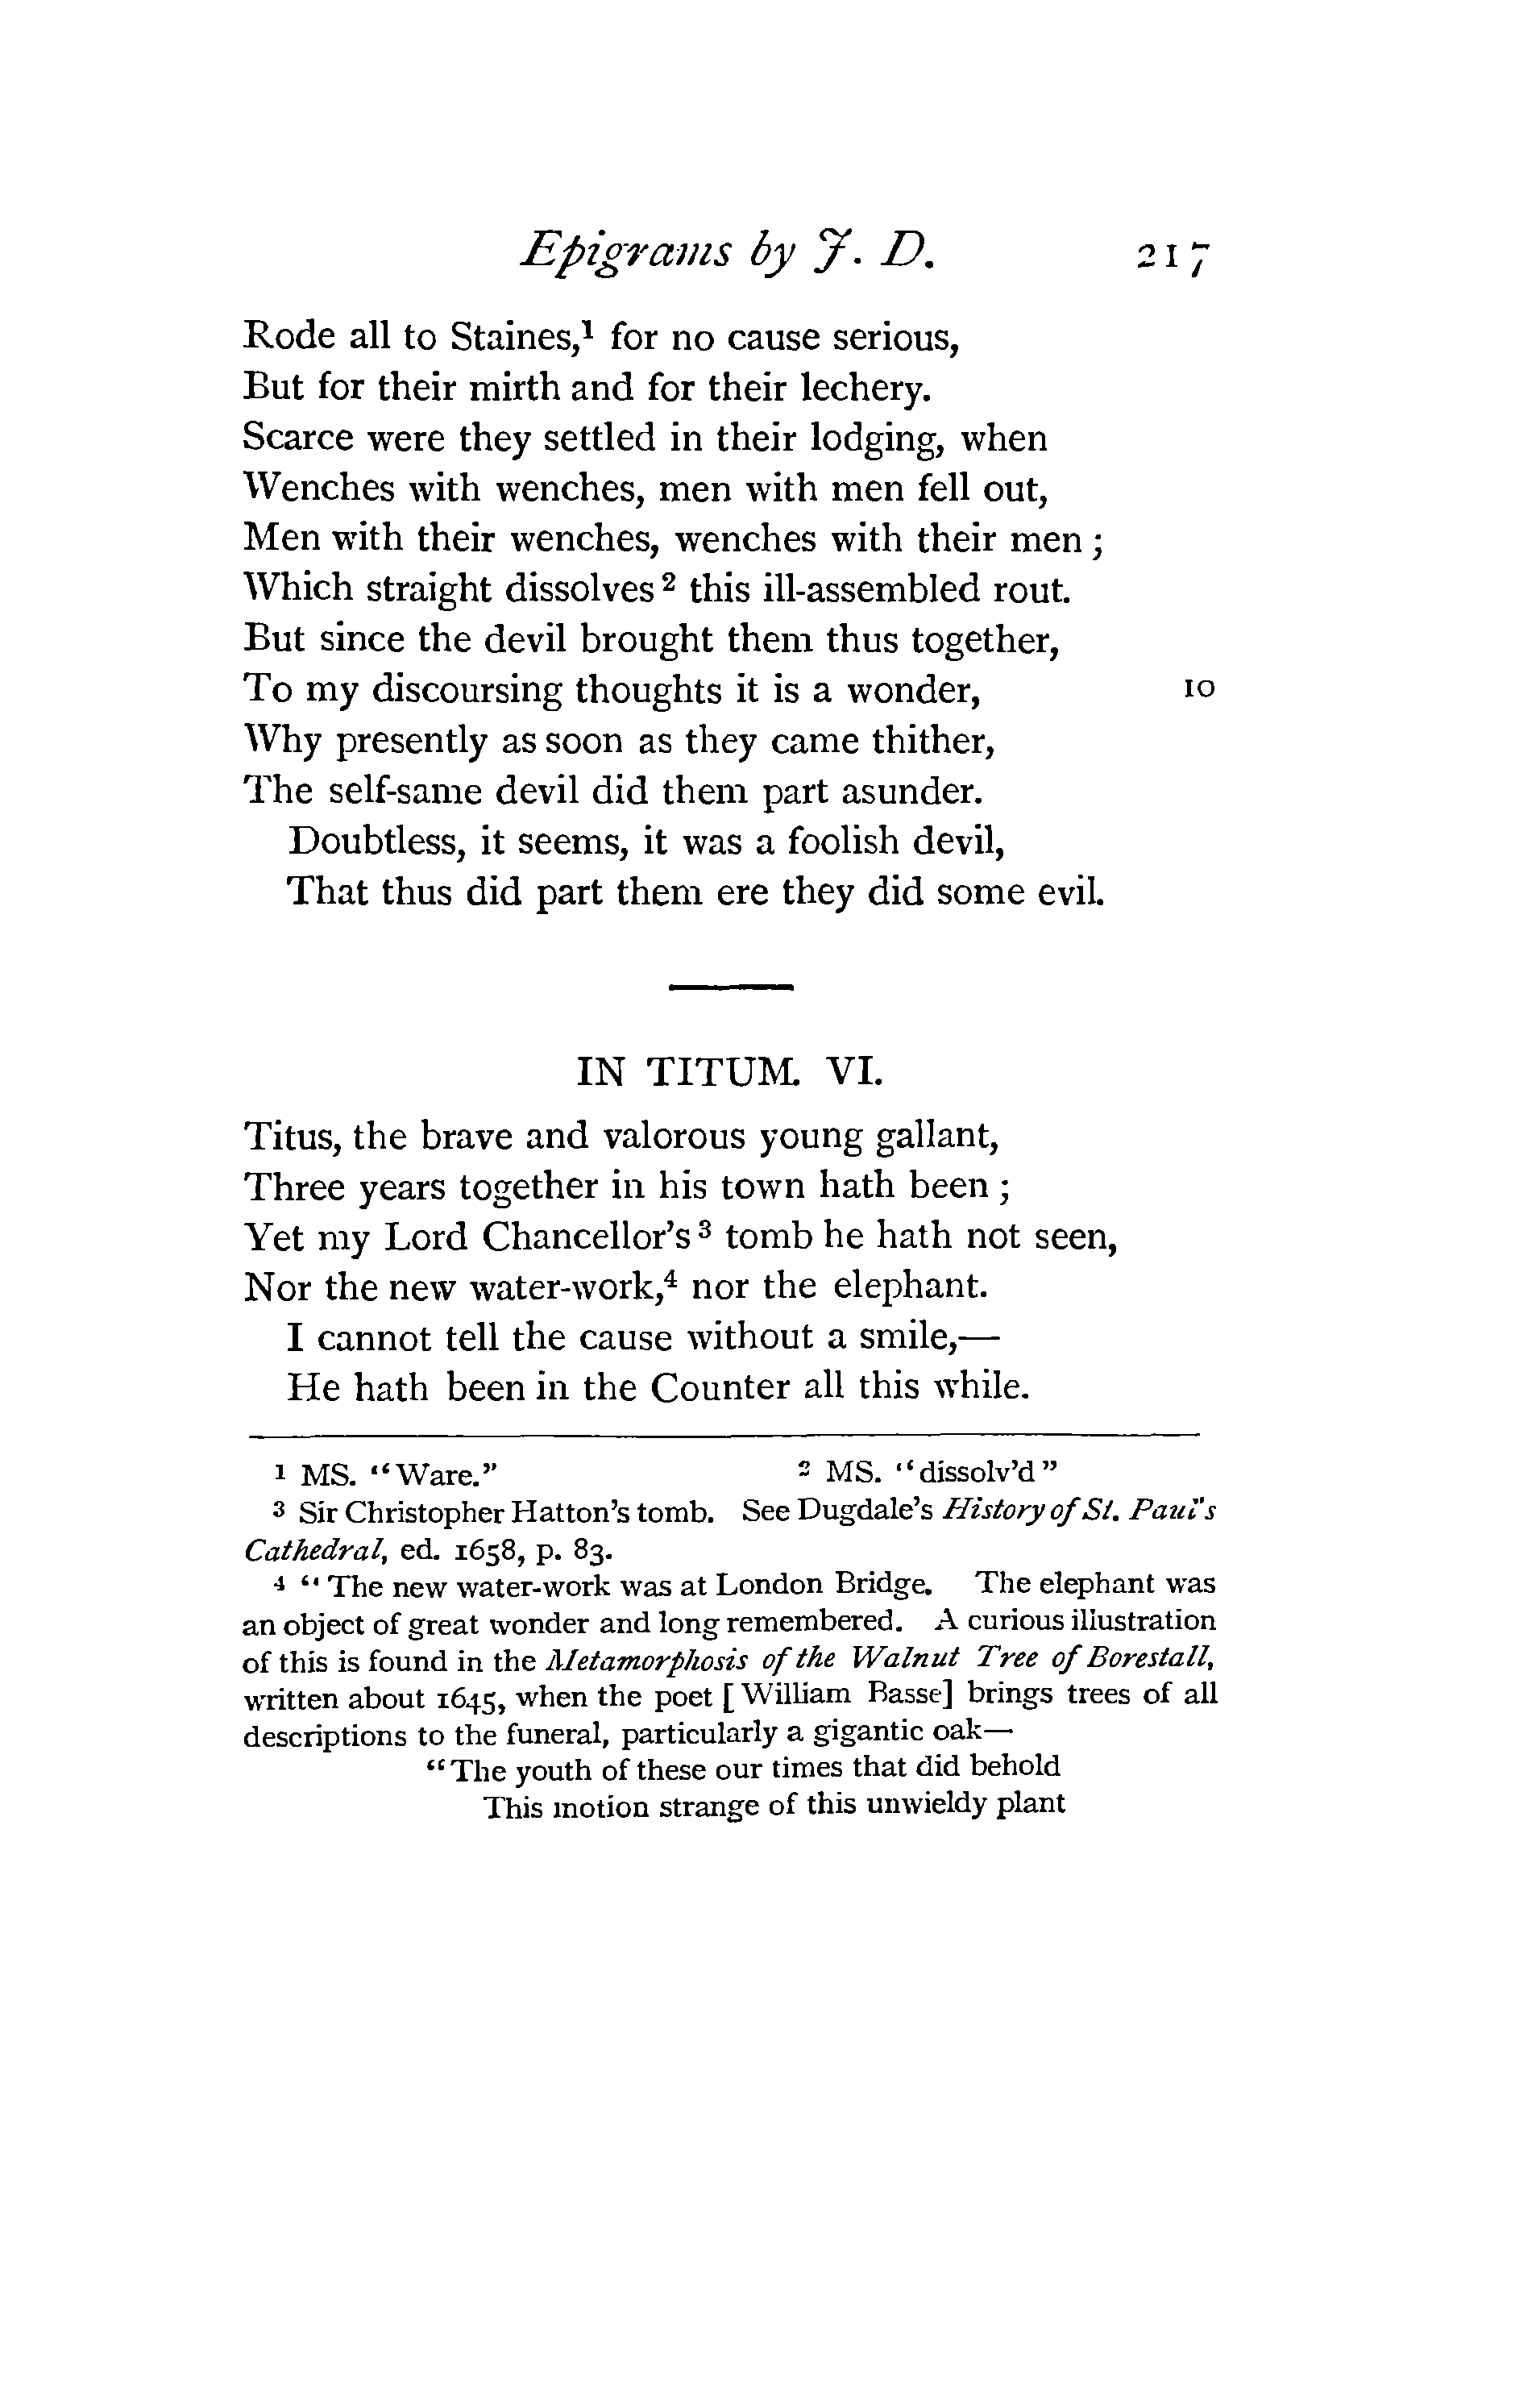 Epigrams by J. D. 217
Rode all to Staines,¹ for no cause serious,
But for their mirth and for their lechery.
Scarce were they settled in their lodging, when
Wenches with wenches, men with men fell out,
Men with their wenches, wenches with their men ;
Which straight dissolves ² this ill-assembled rout.
But since the devil brought them thus together,
To my discoursing thoughts it is a wonder, 10
Why presently as soon as they came thither,
The self-same devil did them part asunder.
Doubtless, it seems, it was a foolish devil,
That thus did part them ere they did some evil.
IN TITUM. VI.
Titus, the brave and valorous young gallant,
Three years together in his town hath been ;
Yet my Lord Chancellor's ³ tomb he hath not seen,
Nor the new water-work,⁴ nor the elephant.
I cannot tell the cause without a smile,—
He hath been in the Counter all this while.
¹ MS. "Ware." ² MS. "dissolv'd"
³ Sir Christopher Hatton's tomb. See Dugdale's History of St. Paul's
Cathedral, ed. 1658, p. 83.
⁴ "The new water-work was at London Bridge. The elephant was
an object of great wonder and long remembered. A curious illustration
of this is found in the Metamorphosis of the Walnut Tree of Borestall,
written about 1645, when the poet [William Basse] brings trees of all
descriptions to the funeral, particularly a gigantic oak—
"The youth of these our times that did behold
This motion strange of this unwieldy plant